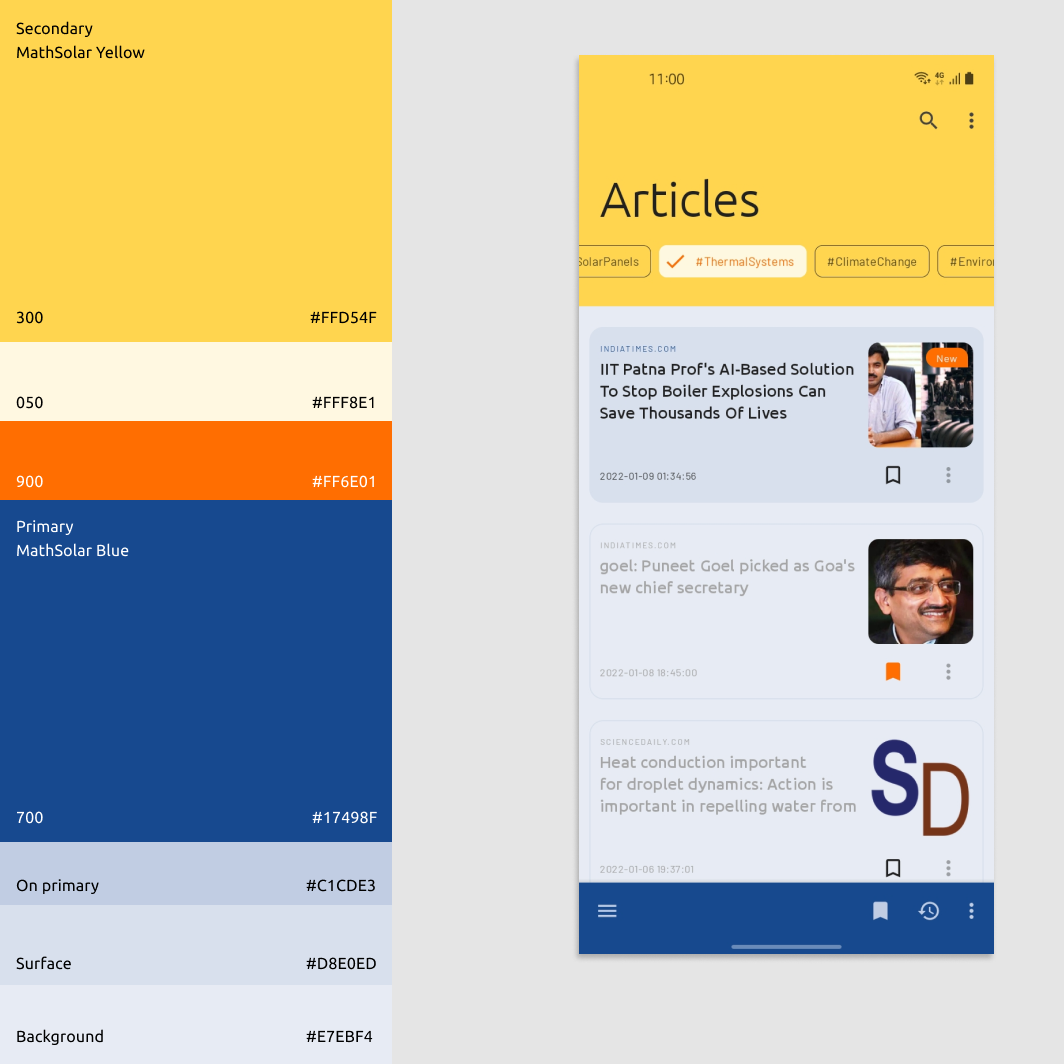 Secondary
MathSolar Yellow
300 #FFD54F
050 #FFF8E1
900 #FF6E01
Primary
MathSolar Blue
700 #17498F
On primary #C1CDE3
Surface #D8E0ED
Background #E7EBF4
11:00 4G
Articles
SolarPanels #ThermalSystems #ClimateChange #Environ
INDIATIMES.COM
IIT Patna Prof's AI-Based Solution
To Stop Boiler Explosions Can
Save Thousands Of Lives
New
2022-01-09 01:34:56
INDIATIMES.COM
goel: Puneet Goel picked as Goa's
new chief secretary
2022-01-08 18:45:00
SCIENCEDAILY.COM
Heat conduction important
for droplet dynamics: Action is
important in repelling water from
SD
2022-01-06 19:37:01